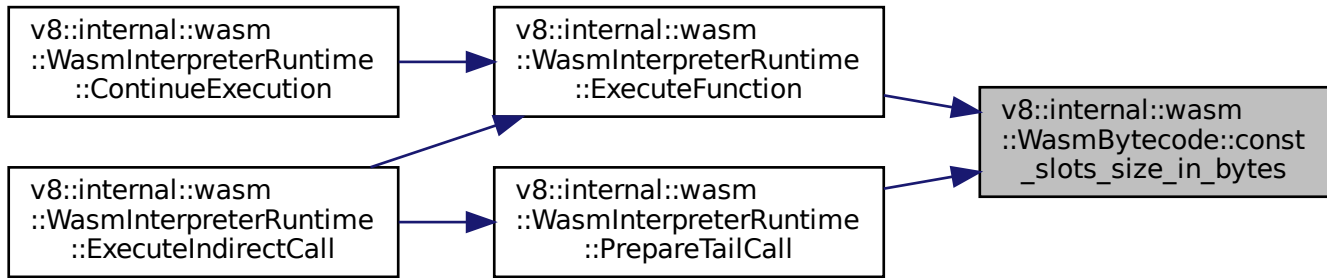 v8::internal::wasm
::WasmInterpreterRuntime
::ContinueExecution
v8::internal::wasm
::WasmInterpreterRuntime
::ExecuteFunction
v8::internal::wasm
::WasmBytecode::const
_slots_size_in_bytes
v8::internal::wasm
::WasmInterpreterRuntime
::ExecuteIndirectCall
v8::internal::wasm
::WasmInterpreterRuntime
::PrepareTailCall